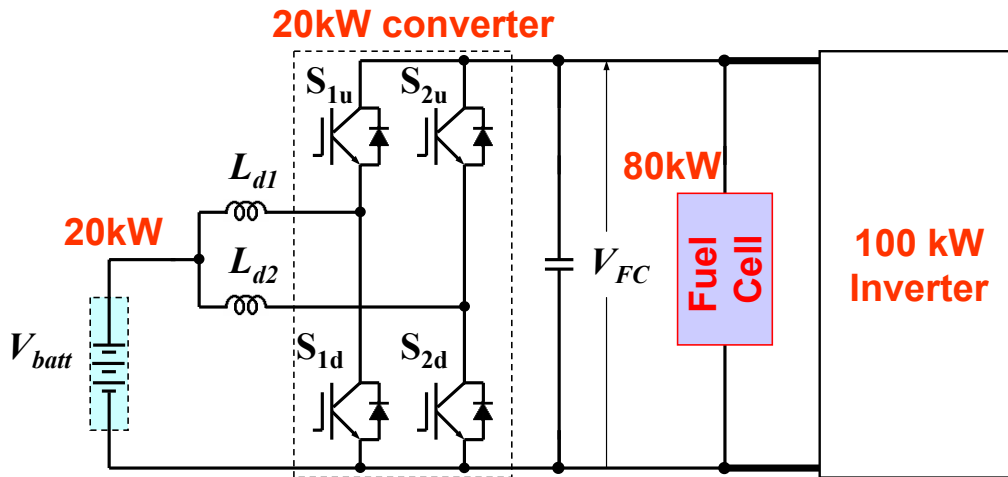 20kW converter
S1u
S2u
Ld1
80kW
20kW
Fuel
Cell
VFC
100 kW
Inverter
Ld2
Vbatt
S1d
S2d